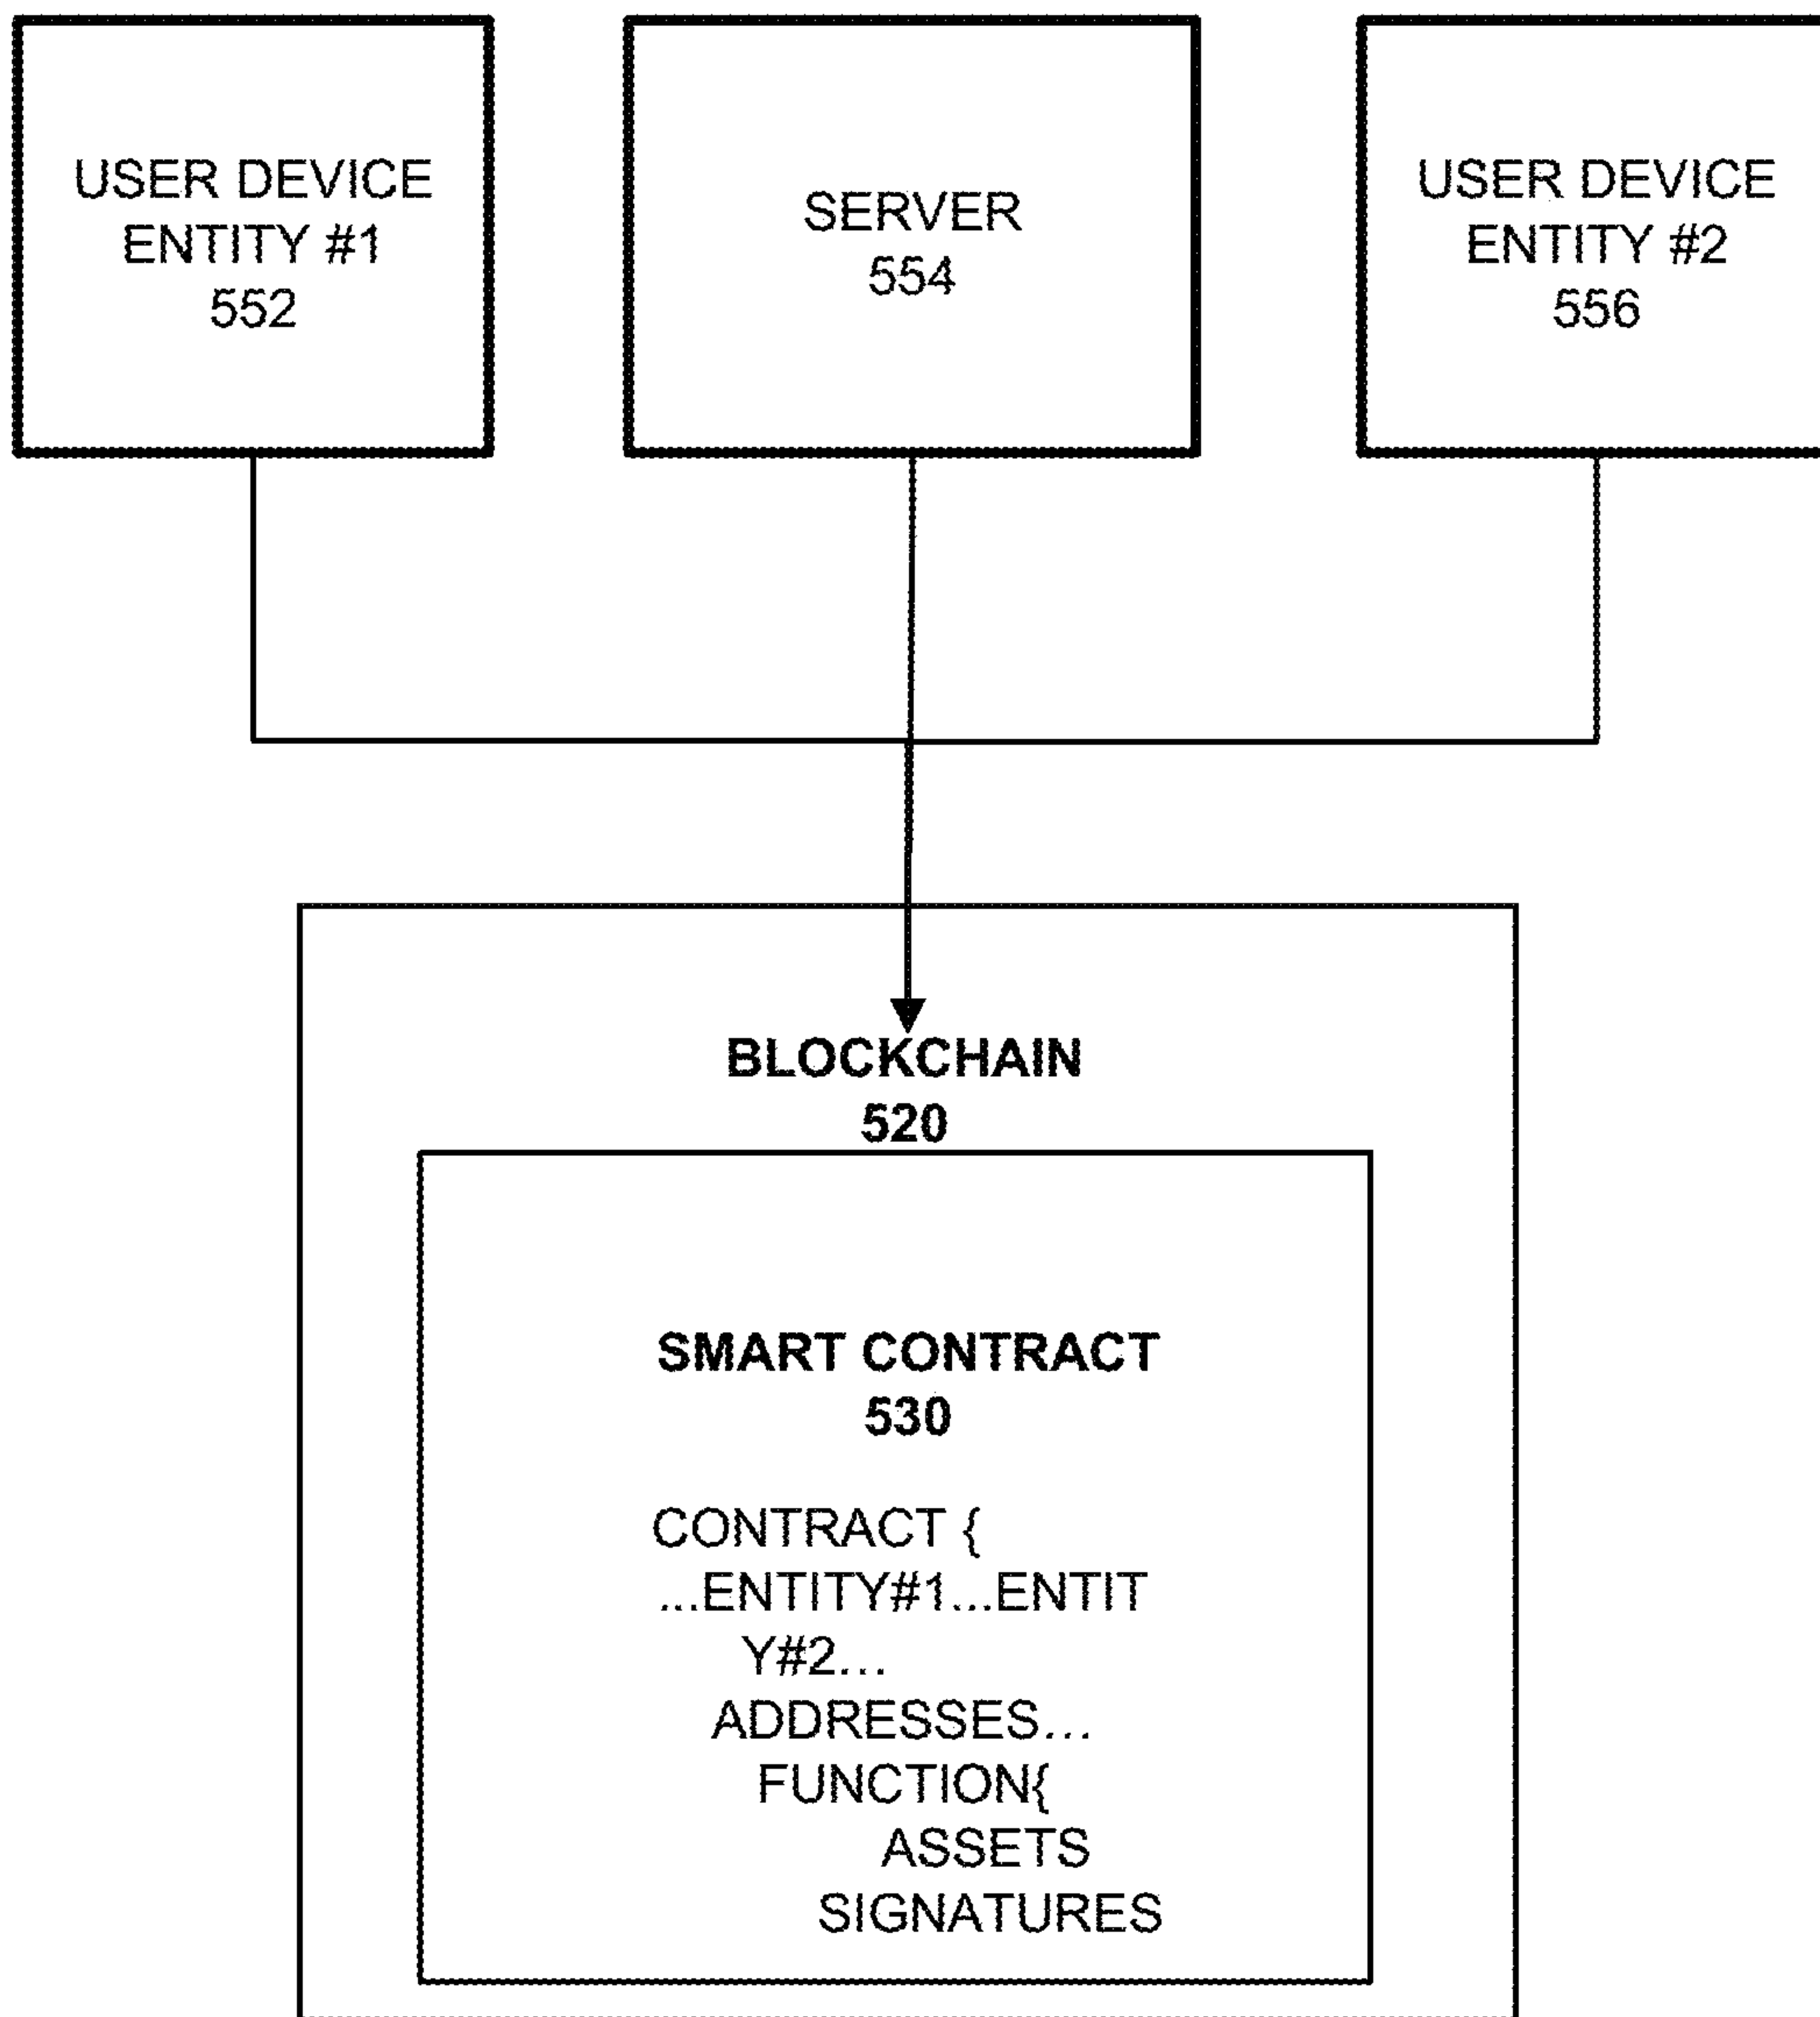 USER DEVICE
ENTITY #1
552
SERVER
554
USER DEVICE
ENTITY #2
556
BLOCKCHAIN
520
SMART CONTRACT
530
CONTRACT {
...ENTITY#1...ENTIT
Y#2...
ADDRESSES...
FUNCTION{
ASSETS
SIGNATURES